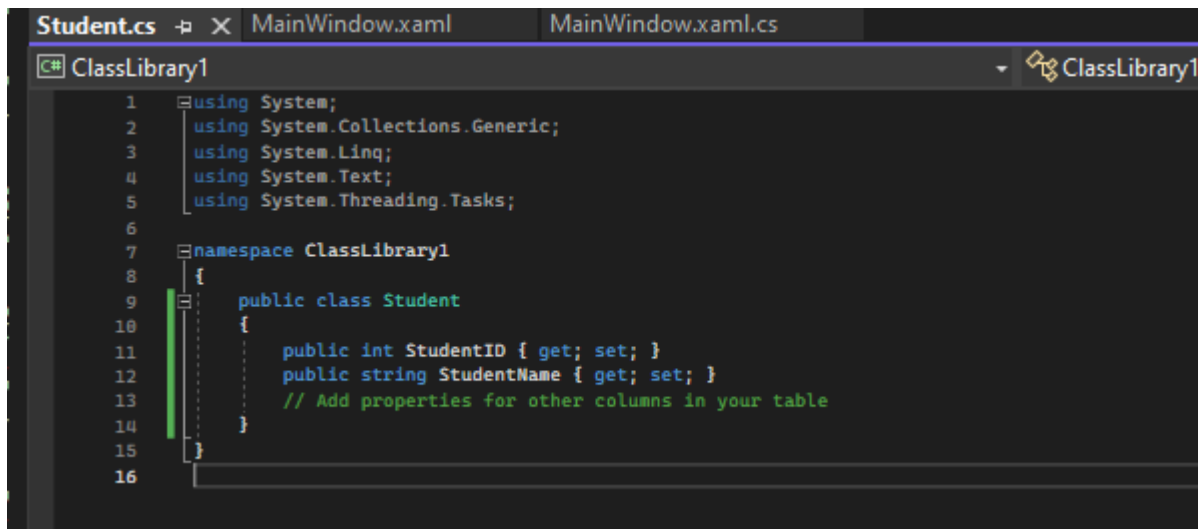 Student.cs MainWindow.xaml MainWindow.xaml.cs
C# ClassLibrary1 ClassLibrary1
1 using System;
2 using System.Collections.Generic;
3 using System.Linq;
4 using System.Text;
5 using System.Threading.Tasks;
6
7 namespace ClassLibrary1
8 {
9 public class Student
10 {
11 public int StudentID { get; set; }
12 public string StudentName { get; set; }
13 // Add properties for other columns in your table
14 }
15 }
16